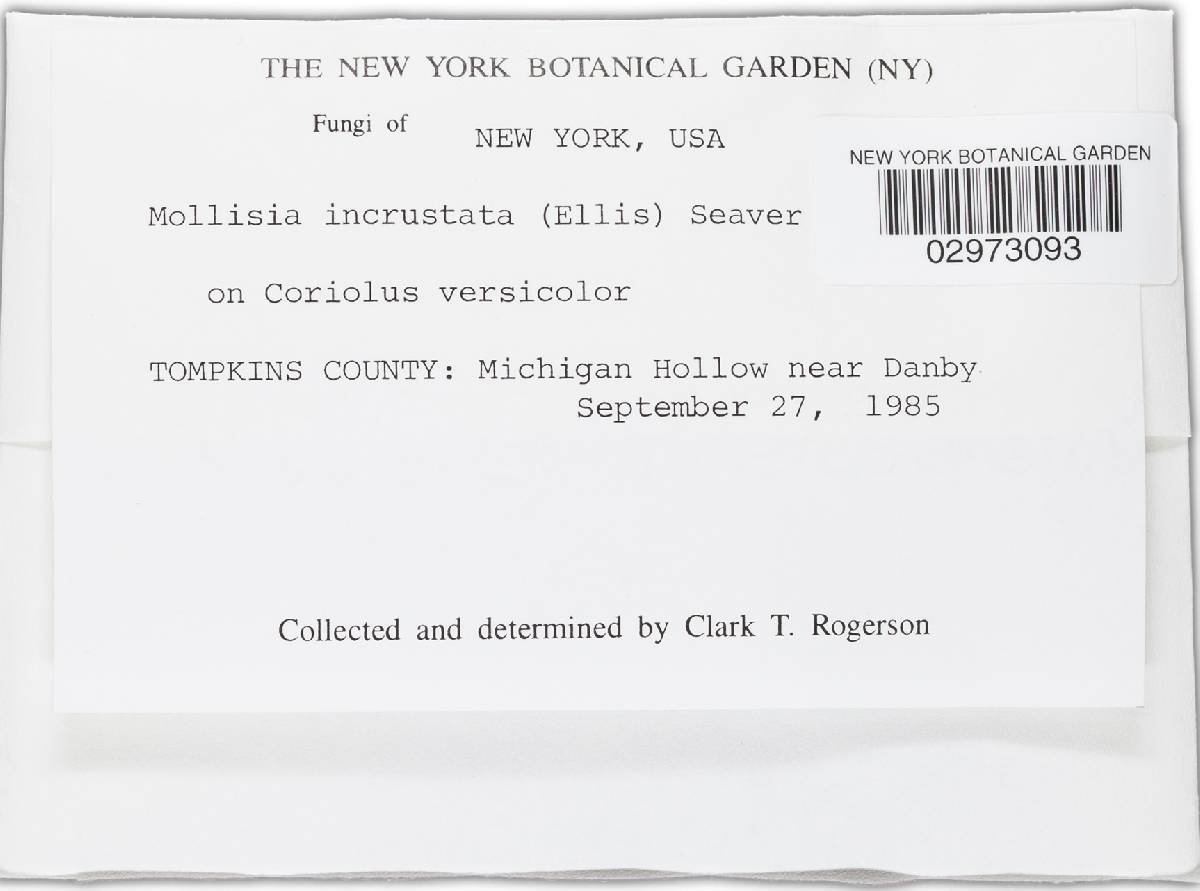 THE NEW YORK BOTANICAL GARDEN (NY)
Fungi of NEW YORK, USA
NEW YORK BOTANICAL GARDEN
02973093
Mollisia incrustata (Ellis) Seaver
on Coriolus versicolor
TOMPKINS COUNTY: Michigan Hollow near Danby
September 27, 1985
Collected and determined by Clark T. Rogerson